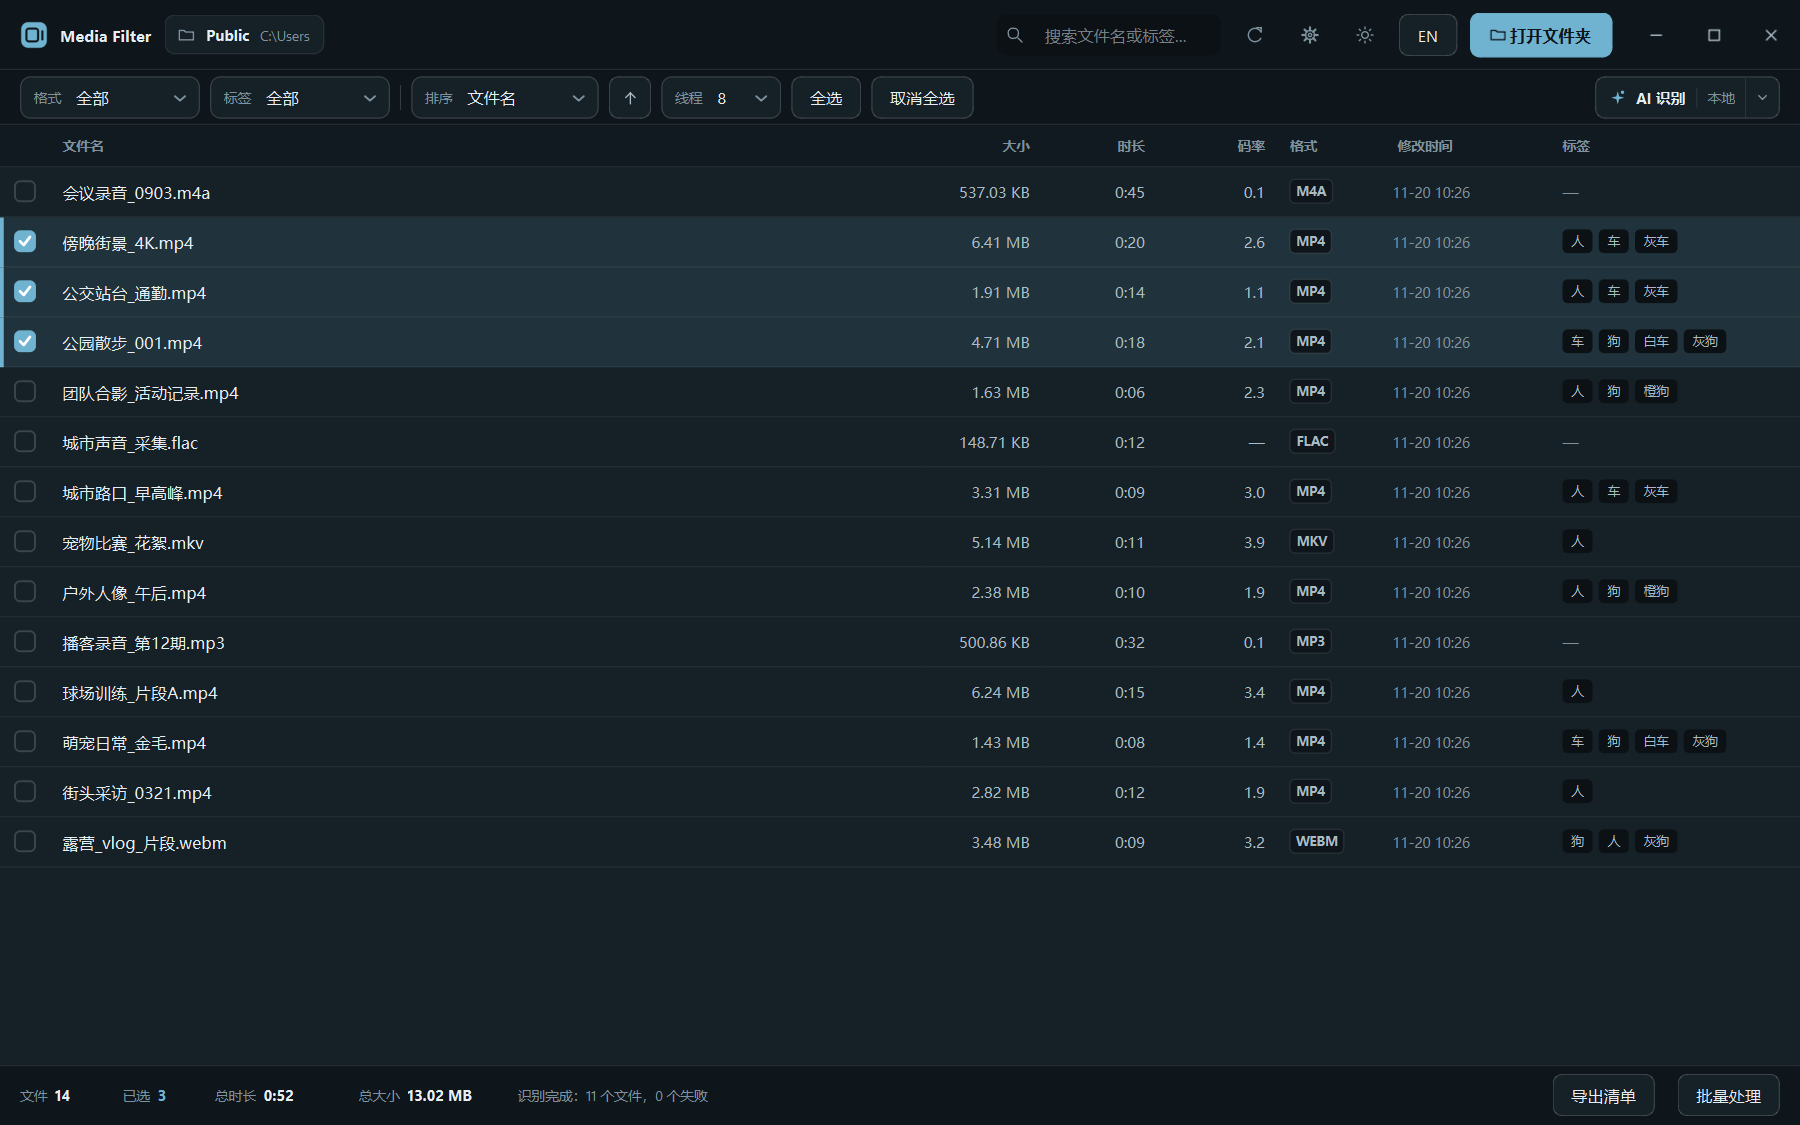 Media Filter Public C:\Users 搜索文件名或标签... EN 打开文件夹
格式 全部 标签 全部 排序 文件名 线程 8 全选 取消全选 AI 识别 本地
文件名 大小 时长 码率 格式 修改时间 标签
会议录音_0903.m4a 537.03 KB 0:45 0.1 M4A 11-20 10:26 —
傍晚街景_4K.mp4 6.41 MB 0:20 2.6 MP4 11-20 10:26 人 车 灰车
公交站台_通勤.mp4 1.91 MB 0:14 1.1 MP4 11-20 10:26 人 车 灰车
公园散步_001.mp4 4.71 MB 0:18 2.1 MP4 11-20 10:26 车 狗 白车 灰狗
团队合影_活动记录.mp4 1.63 MB 0:06 2.3 MP4 11-20 10:26 人 狗 橙狗
城市声音_采集.flac 148.71 KB 0:12 — FLAC 11-20 10:26 —
城市路口_早高峰.mp4 3.31 MB 0:09 3.0 MP4 11-20 10:26 人 车 灰车
宠物比赛_花絮.mkv 5.14 MB 0:11 3.9 MKV 11-20 10:26 人
户外人像_午后.mp4 2.38 MB 0:10 1.9 MP4 11-20 10:26 人 狗 橙狗
播客录音_第12期.mp3 500.86 KB 0:32 0.1 MP3 11-20 10:26 —
球场训练_片段A.mp4 6.24 MB 0:15 3.4 MP4 11-20 10:26 人
萌宠日常_金毛.mp4 1.43 MB 0:08 1.4 MP4 11-20 10:26 车 狗 白车 灰狗
街头采访_0321.mp4 2.82 MB 0:12 1.9 MP4 11-20 10:26 人
露营_vlog_片段.webm 3.48 MB 0:09 3.2 WEBM 11-20 10:26 狗 人 灰狗
文件 14 已选 3 总时长 0:52 总大小 13.02 MB 识别完成: 11 个文件, 0 个失败 导出清单 批量处理